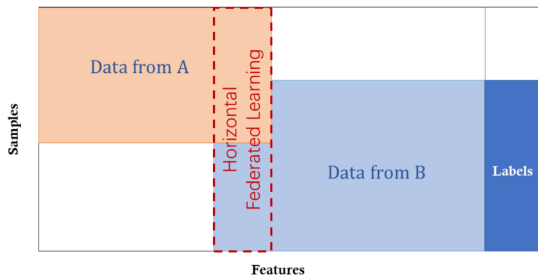 Data from A
Horizontal
Federated Learning
Data from B
Labels
Samples
Features